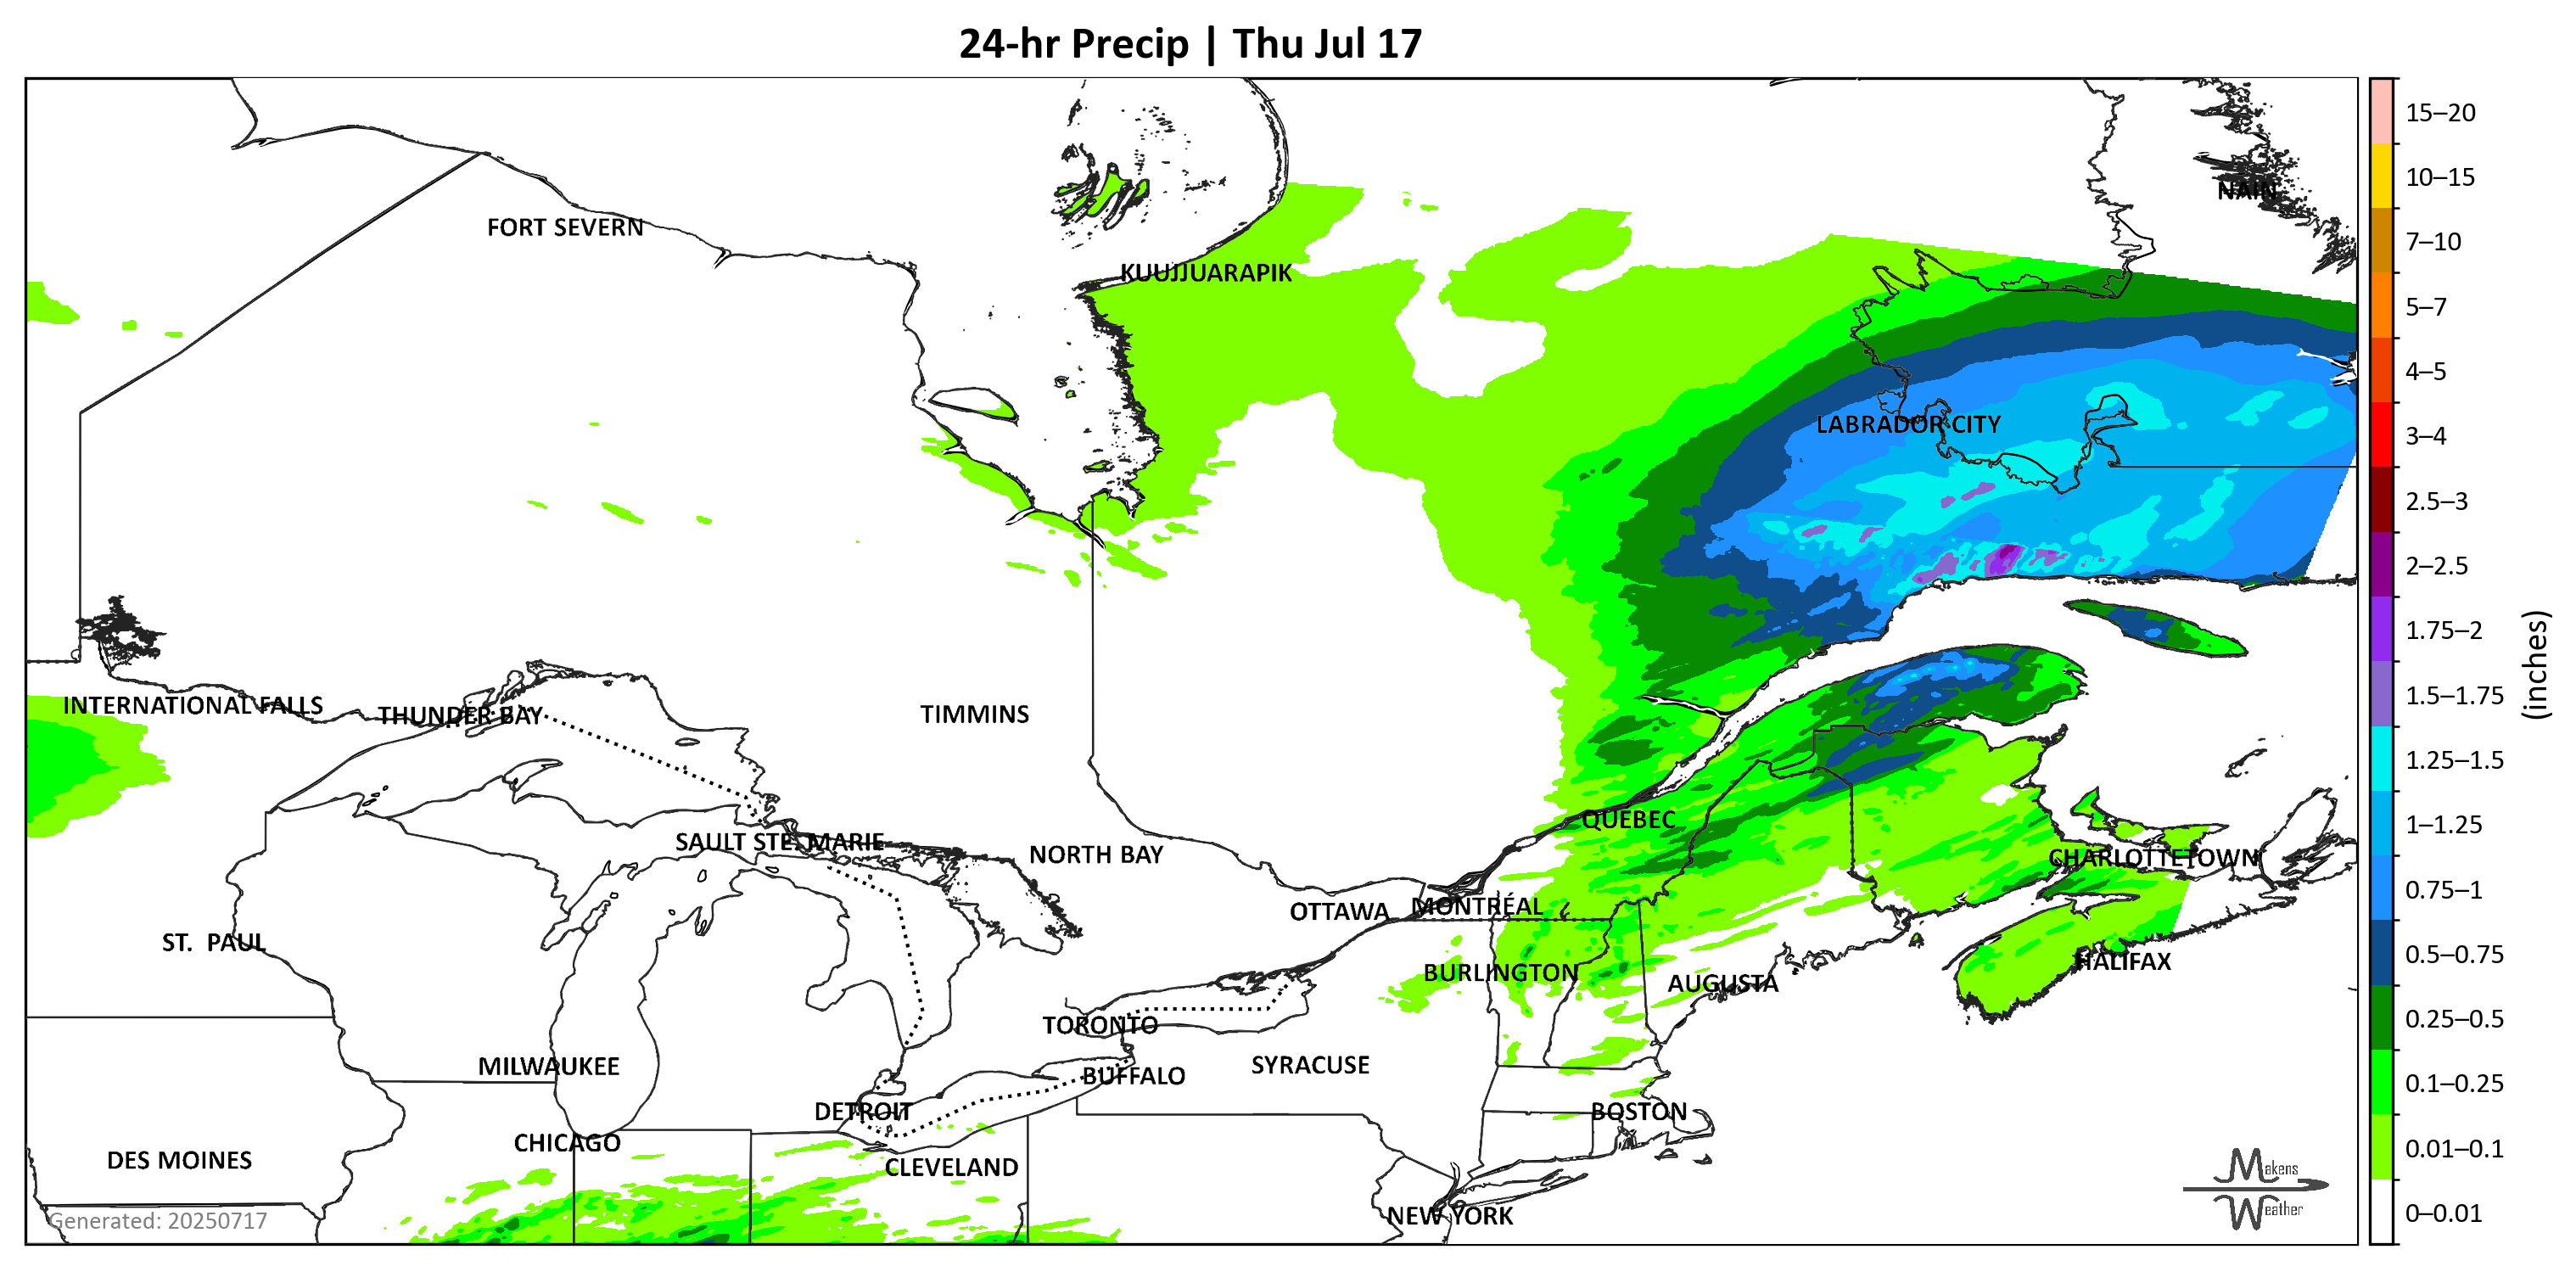 24-hr Precip | Thu Jul 17
NAIN
FORT SEVERN
KUUJJUARAPIK
LABRADOR CITY
INTERNATIONAL FALLS
THUNDER BAY
TIMMINS
QUEBEC
SAULT STE. MARIE
NORTH BAY
CHARLOTTETOWN
OTTAWA
MONTRÉAL
ST. PAUL
HALIFAX
BURLINGTON
AUGUSTA
TORONTO
MILWAUKEE
SYRACUSE
BUFFALO
DETROIT
BOSTON
CHICAGO
DES MOINES
CLEVELAND
NEW YORK
Generated: 20250717
Makens
Weather
15–20
10–15
7–10
5–7
4–5
3–4
2.5–3
2–2.5
1.75–2
1.5–1.75
1.25–1.5
1–1.25
0.75–1
0.5–0.75
0.25–0.5
0.1–0.25
0.01–0.1
0–0.01
(inches)